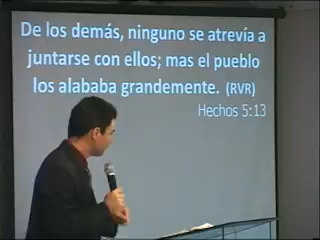 De los demás, ninguno se atrevía a
juntarse con ellos; mas el pueblo
los alababa grandemente. (RVR)
Hechos 5:13